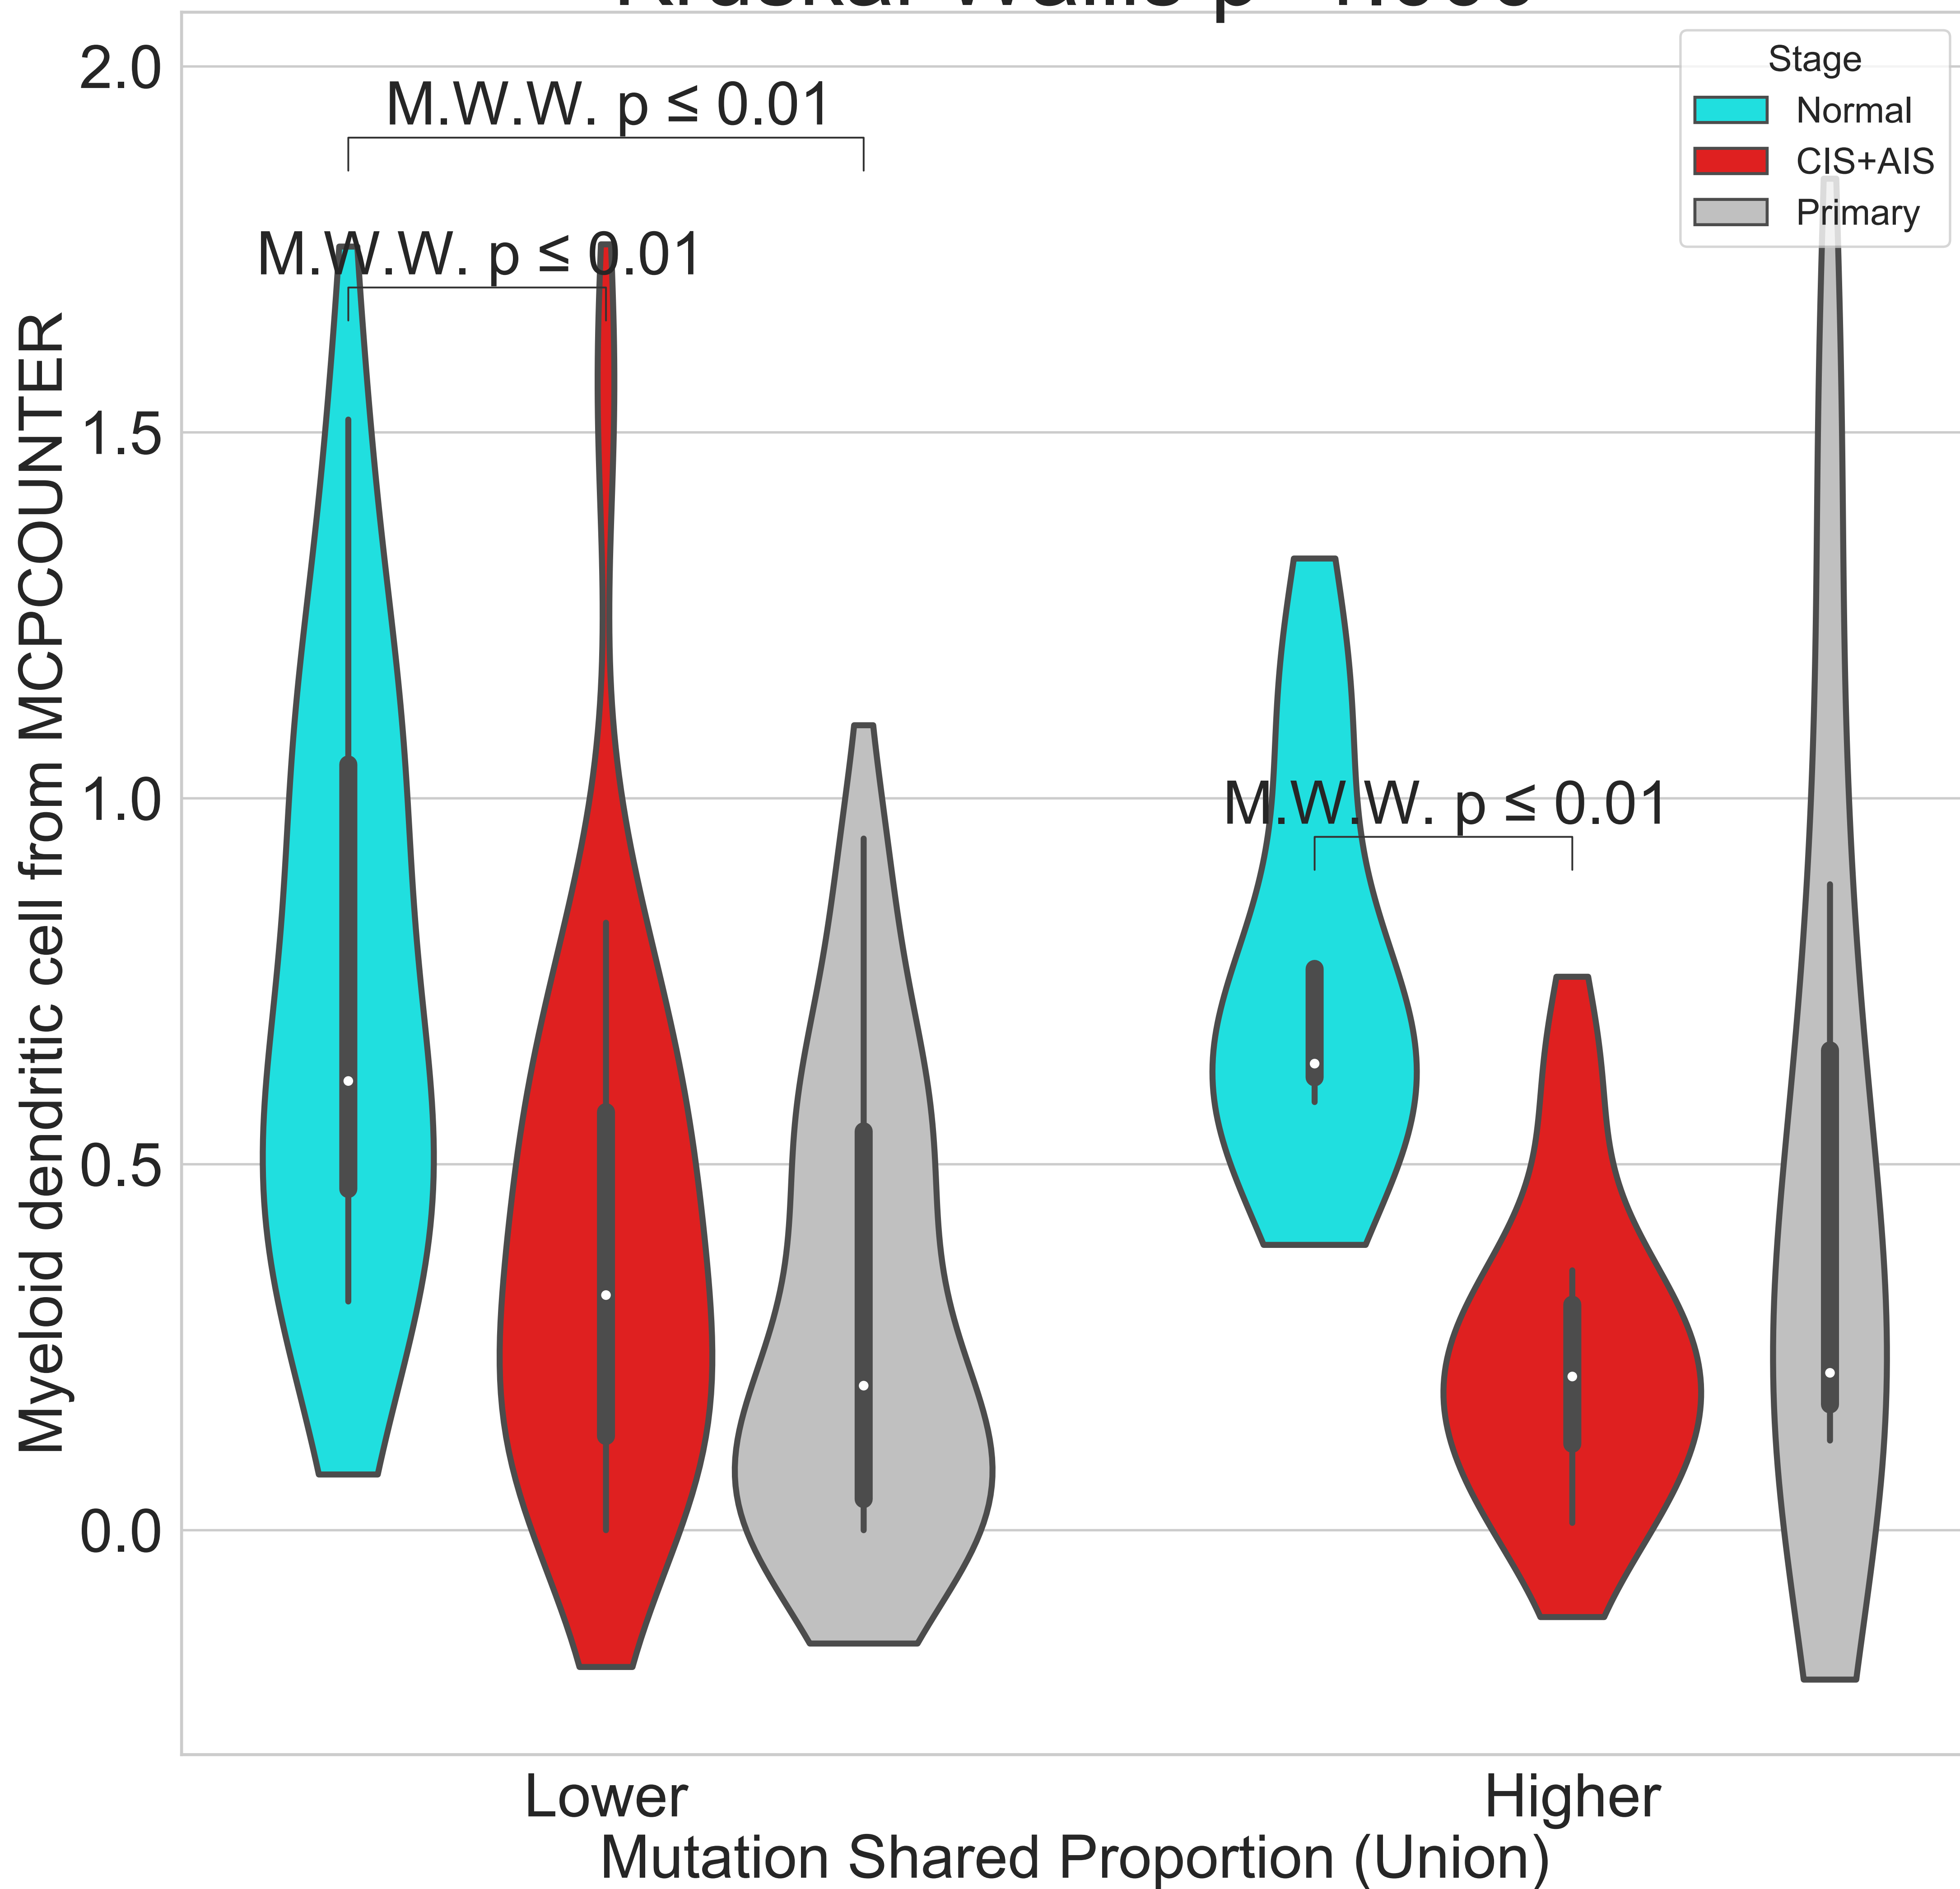 2.0
1.5
1.0
0.5
0.0
Myeloid dendritic cell from MCPCOUNTER
M.W.W. p ≤ 0.01
M.W.W. p ≤ 0.01
M.W.W. p ≤ 0.01
Stage
Normal
CIS+AIS
Primary
Lower
Higher
Mutation Shared Proportion (Union)